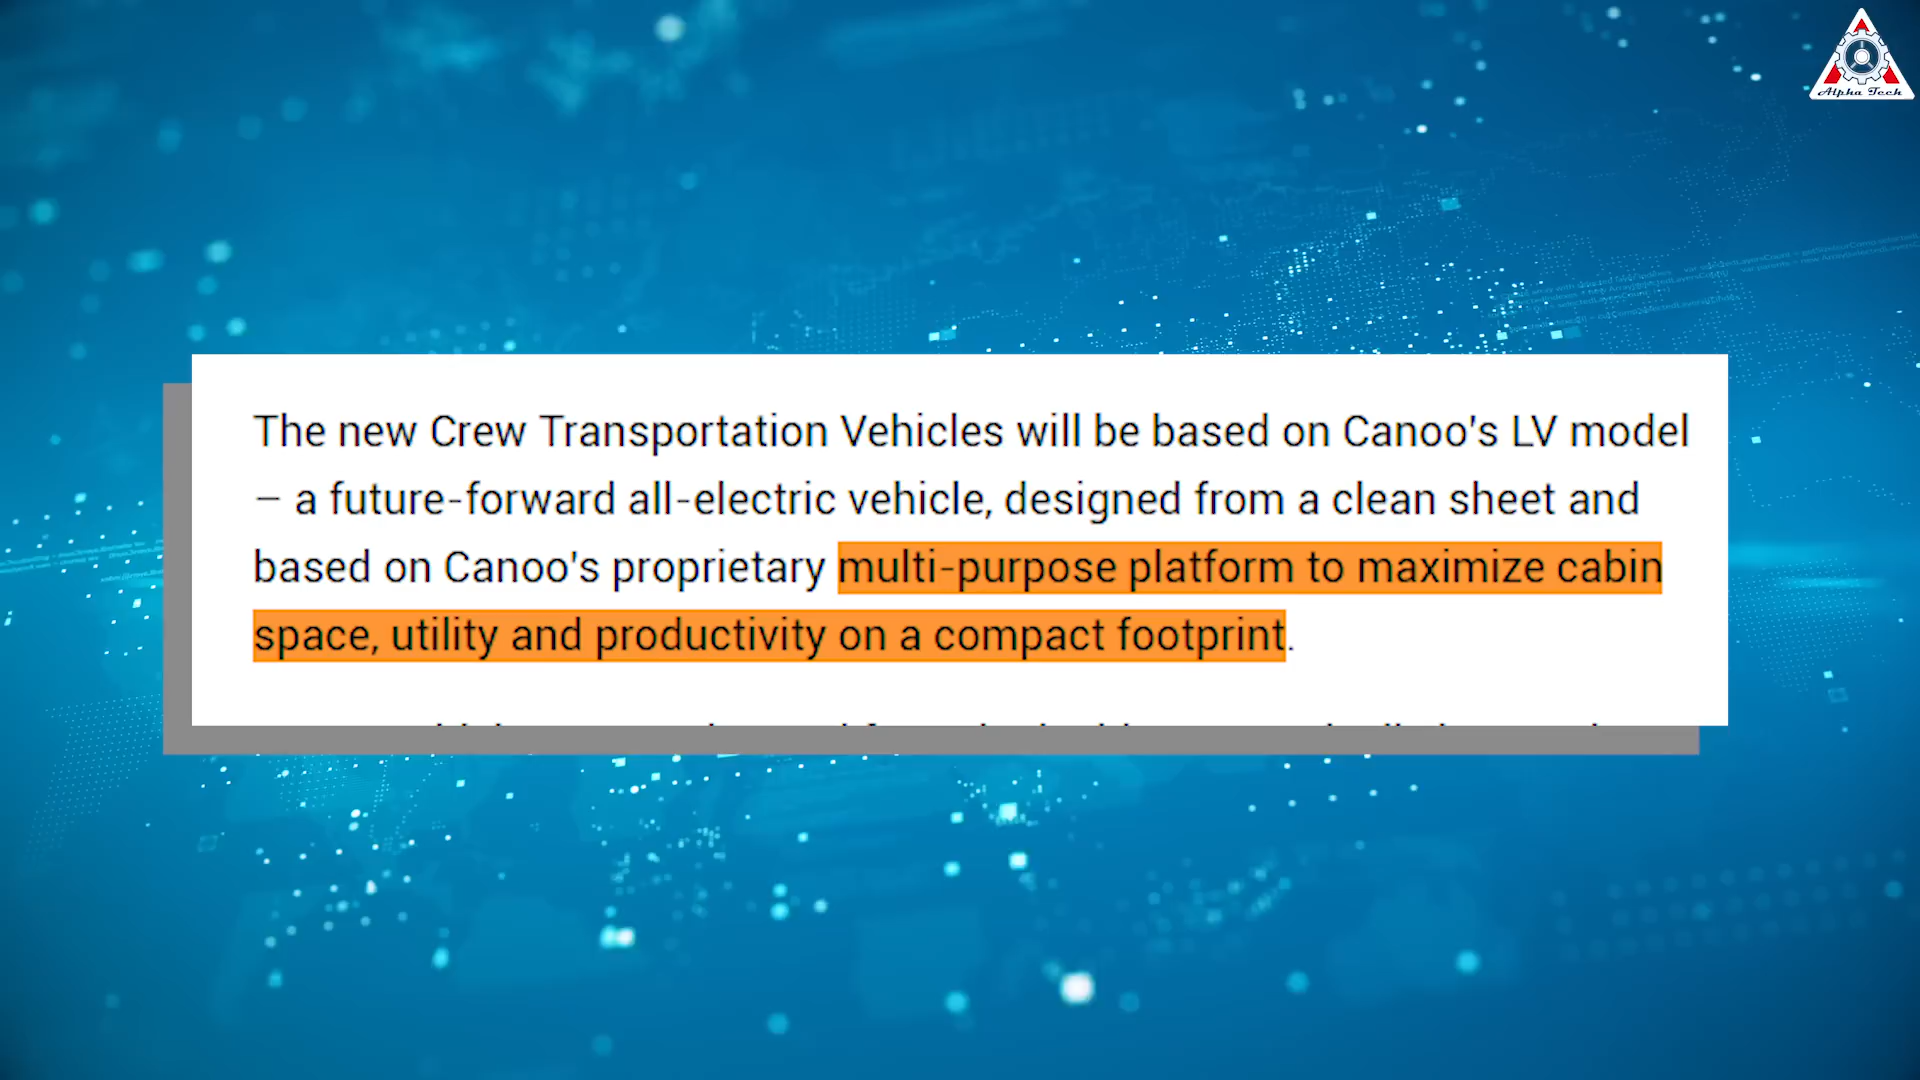 Alpha Tech
The new Crew Transportation Vehicles will be based on Canoo's LV model
– a future-forward all-electric vehicle, designed from a clean sheet and
based on Canoo's proprietary multi-purpose platform to maximize cabin
space, utility and productivity on a compact footprint.